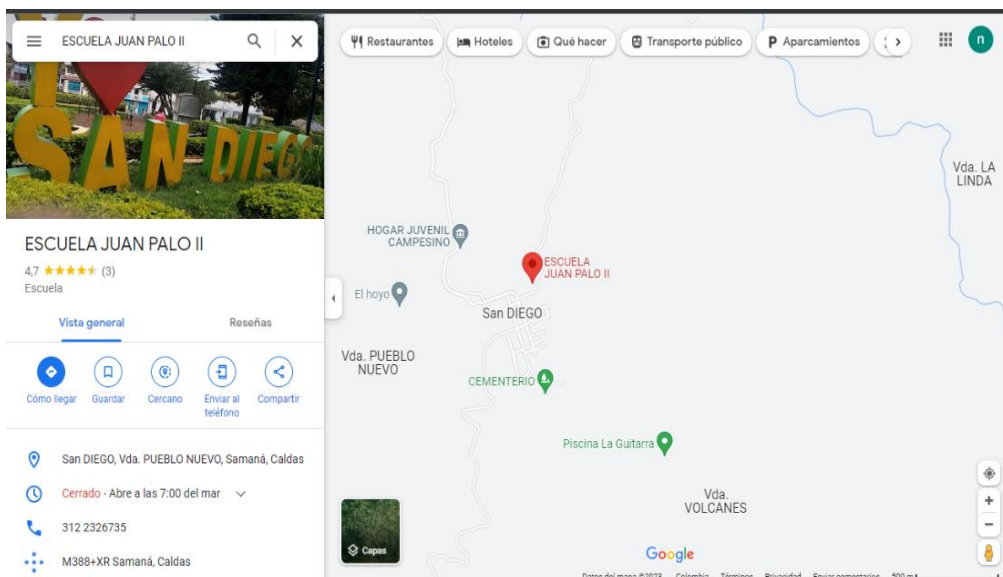 ESCUELA JUAN PALO II
SAN DIEGO
ESCUELA JUAN PALO II
4,7 (3)
Escuela
Vista general
Reseñas
Cómo llegar
Guardar
Cercano
Enviar al
teléfono
Compartir
San DIEGO, Vda. PUEBLO NUEVO, Samaná, Caldas
Cerrado · Abre a las 7:00 del mar
312 2326735
M388+XR Samaná, Caldas
Restaurantes
Hoteles
Qué hacer
Transporte público
P Aparcamientos
n
Vda. LA
LINDA
HOGAR JUVENIL
CAMPESINO
ESCUELA
JUAN PALO II
El hoyo
San DIEGO
Vda. PUEBLO
NUEVO
CEMENTERIO
Piscina La Guitarra
Vda.
VOLCANES
Capas
Google
Datos del mapa ©2023 Colombia Términos Privacidad Enviar comentarios 500 m